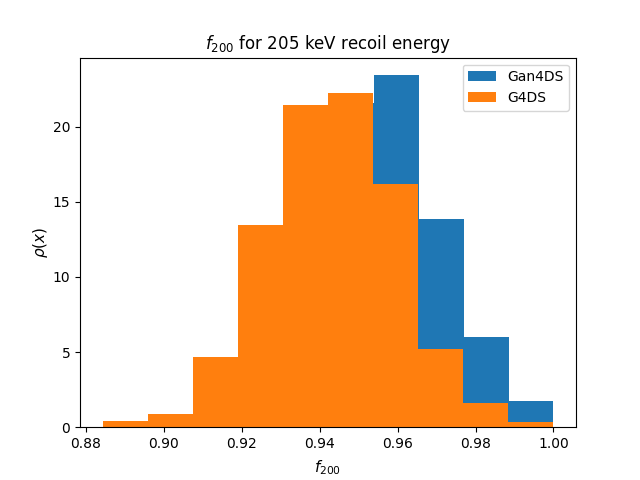 f₂₀₀ for 205 keV recoil energy
Gan4DS
G4DS
ρ(x)
20
15
10
5
0
0.88 0.90 0.92 0.94 0.96 0.98 1.00
f₂₀₀